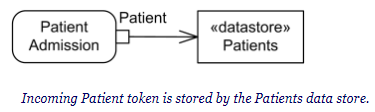 Patient
Patient
Admission
«datastore»
Patients
Incoming Patient token is stored by the Patients data store.